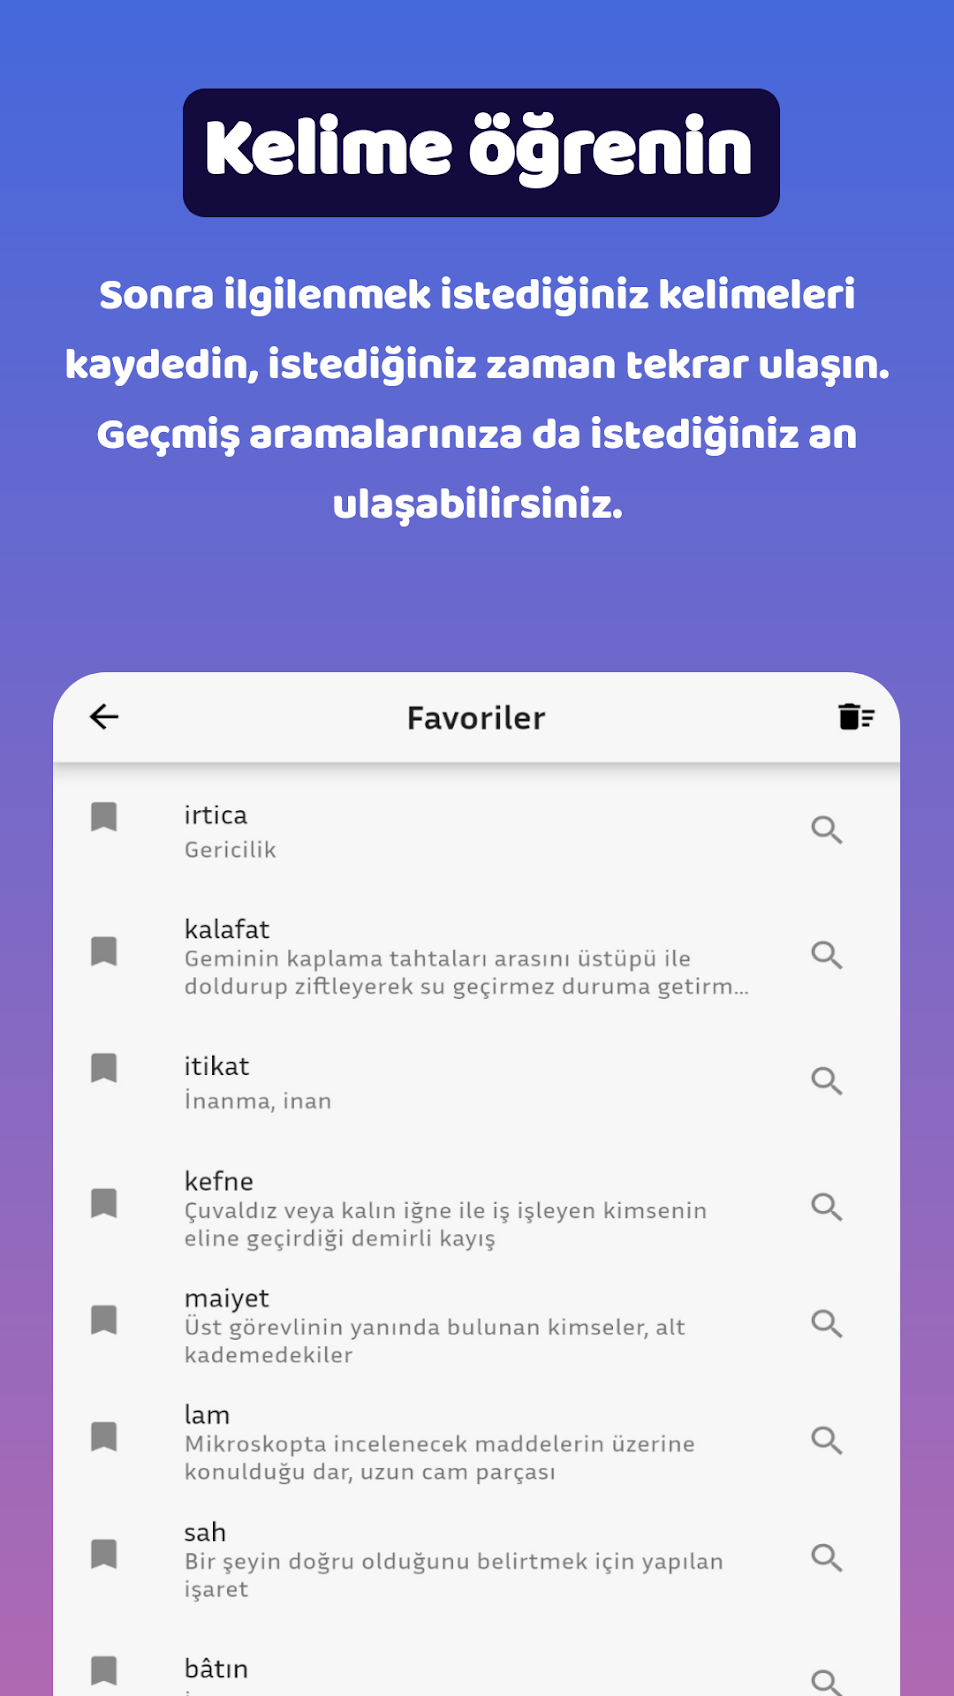 Kelime öğrenin
Sonra ilgilenmek istediğiniz kelimeleri
kaydedin, istediğiniz zaman tekrar ulaşın.
Geçmiş aramalarınıza da istediğiniz an
ulaşabilirsiniz.
Favoriler
irtica
Gericilik
kalafat
Geminin kaplama tahtaları arasını üstüpü ile
doldurup ziftleyerek su geçirmez duruma getirm...
itikat
İnanma, inan
kefne
Çuvaldız veya kalın iğne ile iş işleyen kimsenin
eline geçirdiği demirli kayış
maiyet
Üst görevlinin yanında bulunan kimseler, alt
kademedekiler
lam
Mikroskopta incelenecek maddelerin üzerine
konulduğu dar, uzun cam parçası
sah
Bir şeyin doğru olduğunu belirtmek için yapılan
işaret
bâtın